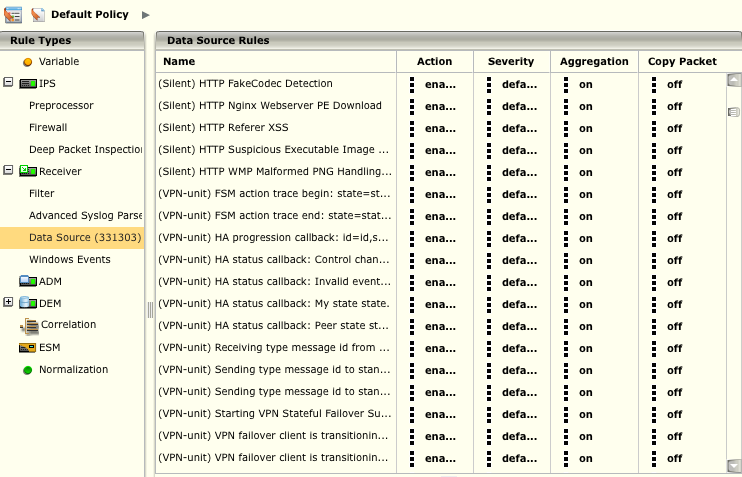 Default Policy
Rule Types
Variable
IPS
Preprocessor
Firewall
Deep Packet Inspection
Receiver
Filter
Advanced Syslog Parse
Data Source (331303)
Windows Events
ADM
DEM
Correlation
ESM
Normalization
Data Source Rules
Name Action Severity Aggregation Copy Packet
(Silent) HTTP FakeCodec Detection ena... defa... on off
(Silent) HTTP Nginx Webserver PE Download ena... defa... on off
(Silent) HTTP Referer XSS ena... defa... on off
(Silent) HTTP Suspicious Executable Image ... ena... defa... on off
(Silent) HTTP WMP Malformed PNG Handling... ena... defa... on off
(VPN-unit) FSM action trace begin: state=st... ena... defa... on off
(VPN-unit) FSM action trace end: state=stat... ena... defa... on off
(VPN-unit) HA progression callback: id=id,s... ena... defa... on off
(VPN-unit) HA status callback: Control chan... ena... defa... on off
(VPN-unit) HA status callback: Invalid event... ena... defa... on off
(VPN-unit) HA status callback: My state state. ena... defa... on off
(VPN-unit) HA status callback: Peer state st... ena... defa... on off
(VPN-unit) Receiving type message id from ... ena... defa... on off
(VPN-unit) Sending type message id to stan... ena... defa... on off
(VPN-unit) Sending type message id to stan... ena... defa... on off
(VPN-unit) Starting VPN Stateful Failover Su... ena... defa... on off
(VPN-unit) VPN failover client is transitionin... ena... defa... on off
(VPN-unit) VPN failover client is transitionin... ena... defa... on off